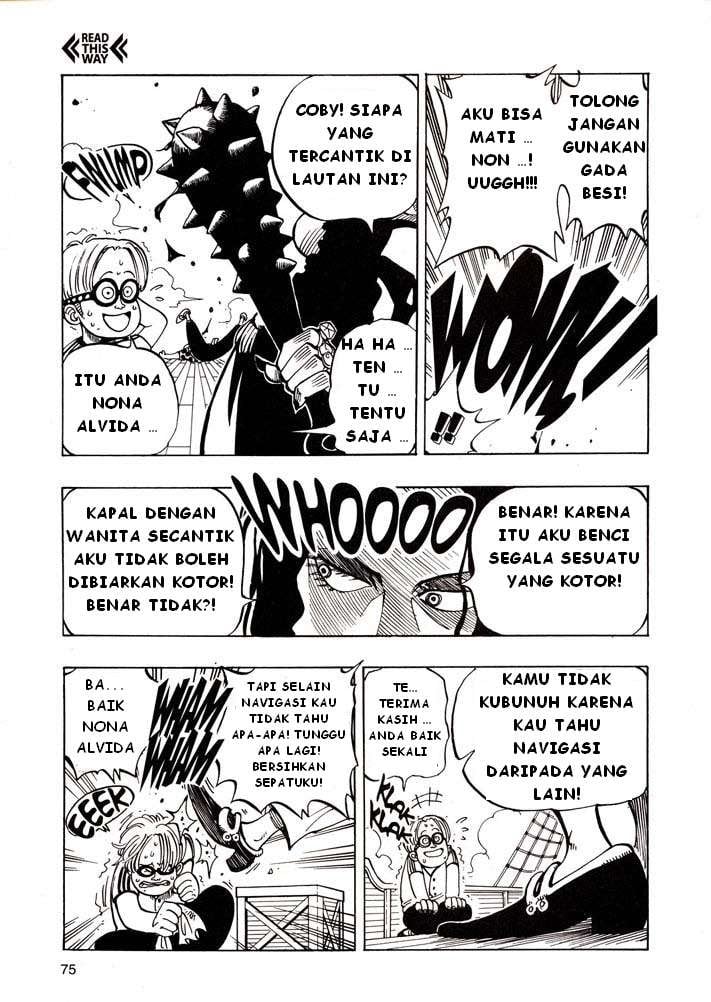 READ
THIS
WAY
TOLONG
JANGAN
GUNAKAN
GADA
BESI!
AKU BISA
MATI ...
NON ...!
UUGGH!!!
WONK!
!!
COBY! SIAPA
YANG
TERCANTIK DI
LAUTAN INI?
FWUMP
HA HA ...
TEN ...
TU ...
TENTU
SAJA ...
ITU ANDA
NONA
ALVIDA ...
BENAR! KARENA
ITU AKU BENCI
SEGALA SESUATU
YANG KOTOR!
WHOOOO
KAPAL DENGAN
WANITA SECANTIK
AKU TIDAK BOLEH
DIBIARKAN KOTOR!
BENAR TIDAK?!
KAMU TIDAK
KUBUNUH KARENA
KAU TAHU
NAVIGASI
DARIPADA YANG
LAIN!
TE...
TERIMA
KASIH ...
ANDA BAIK
SEKALI
KLPK
KLPK
TAPI SELAIN
NAVIGASI KAU
TIDAK TAHU
APA-APA! TUNGGU
APA LAGI!
BERSIHKAN
SEPATUKU!
WHAM
WHAM
BA...
BAIK
NONA
ALVIDA
EEEK
75